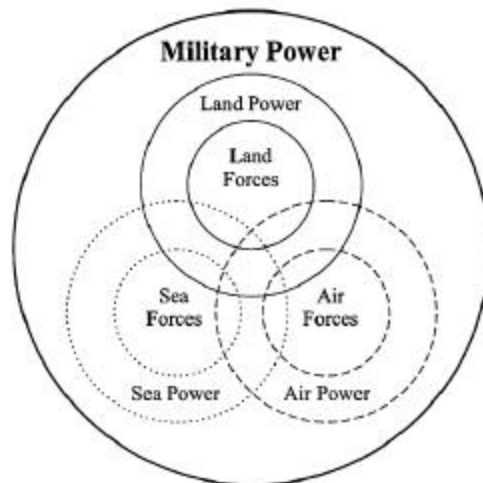 Military Power
Land Power
Land
Forces
Sea
Forces
Air
Forces
Sea Power
Air Power